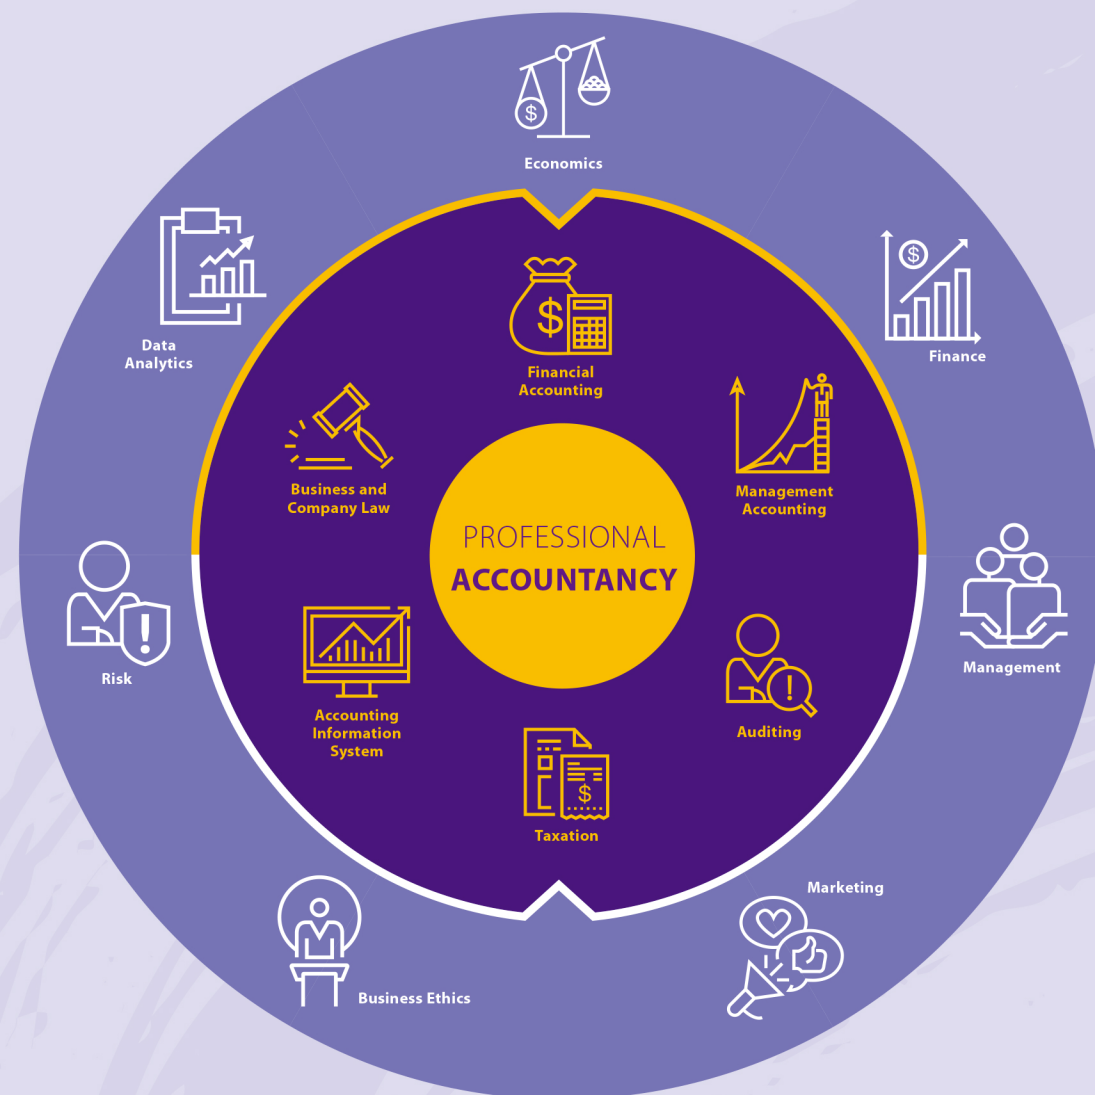 $
Economics
Data
Analytics
$
Finance
$
Financial
Accounting
Business and
Company Law
Management
Accounting
PROFESSIONAL
ACCOUNTANCY
!
Risk
Management
Accounting
Information
System
!
Auditing
$
Taxation
Marketing
Business Ethics